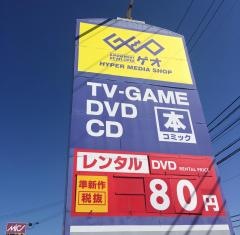 GEO
ゲオ
HYPER MEDIA SHOP
TV-GAME
DVD
CD
本
コミック
レンタル DVD RENTAL PRICE
準新作
税抜
80円